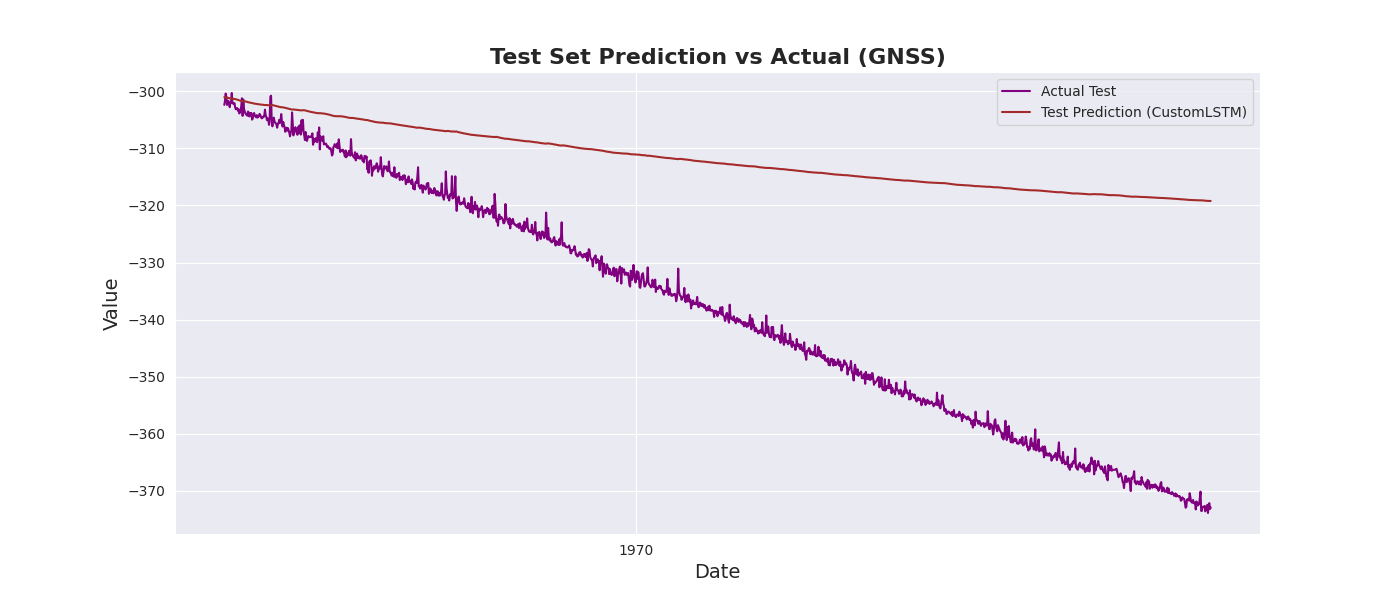 Test Set Prediction vs Actual (GNSS)
Actual Test
Test Prediction (CustomLSTM)
Value
−300
−310
−320
−330
−340
−350
−360
−370
1970
Date